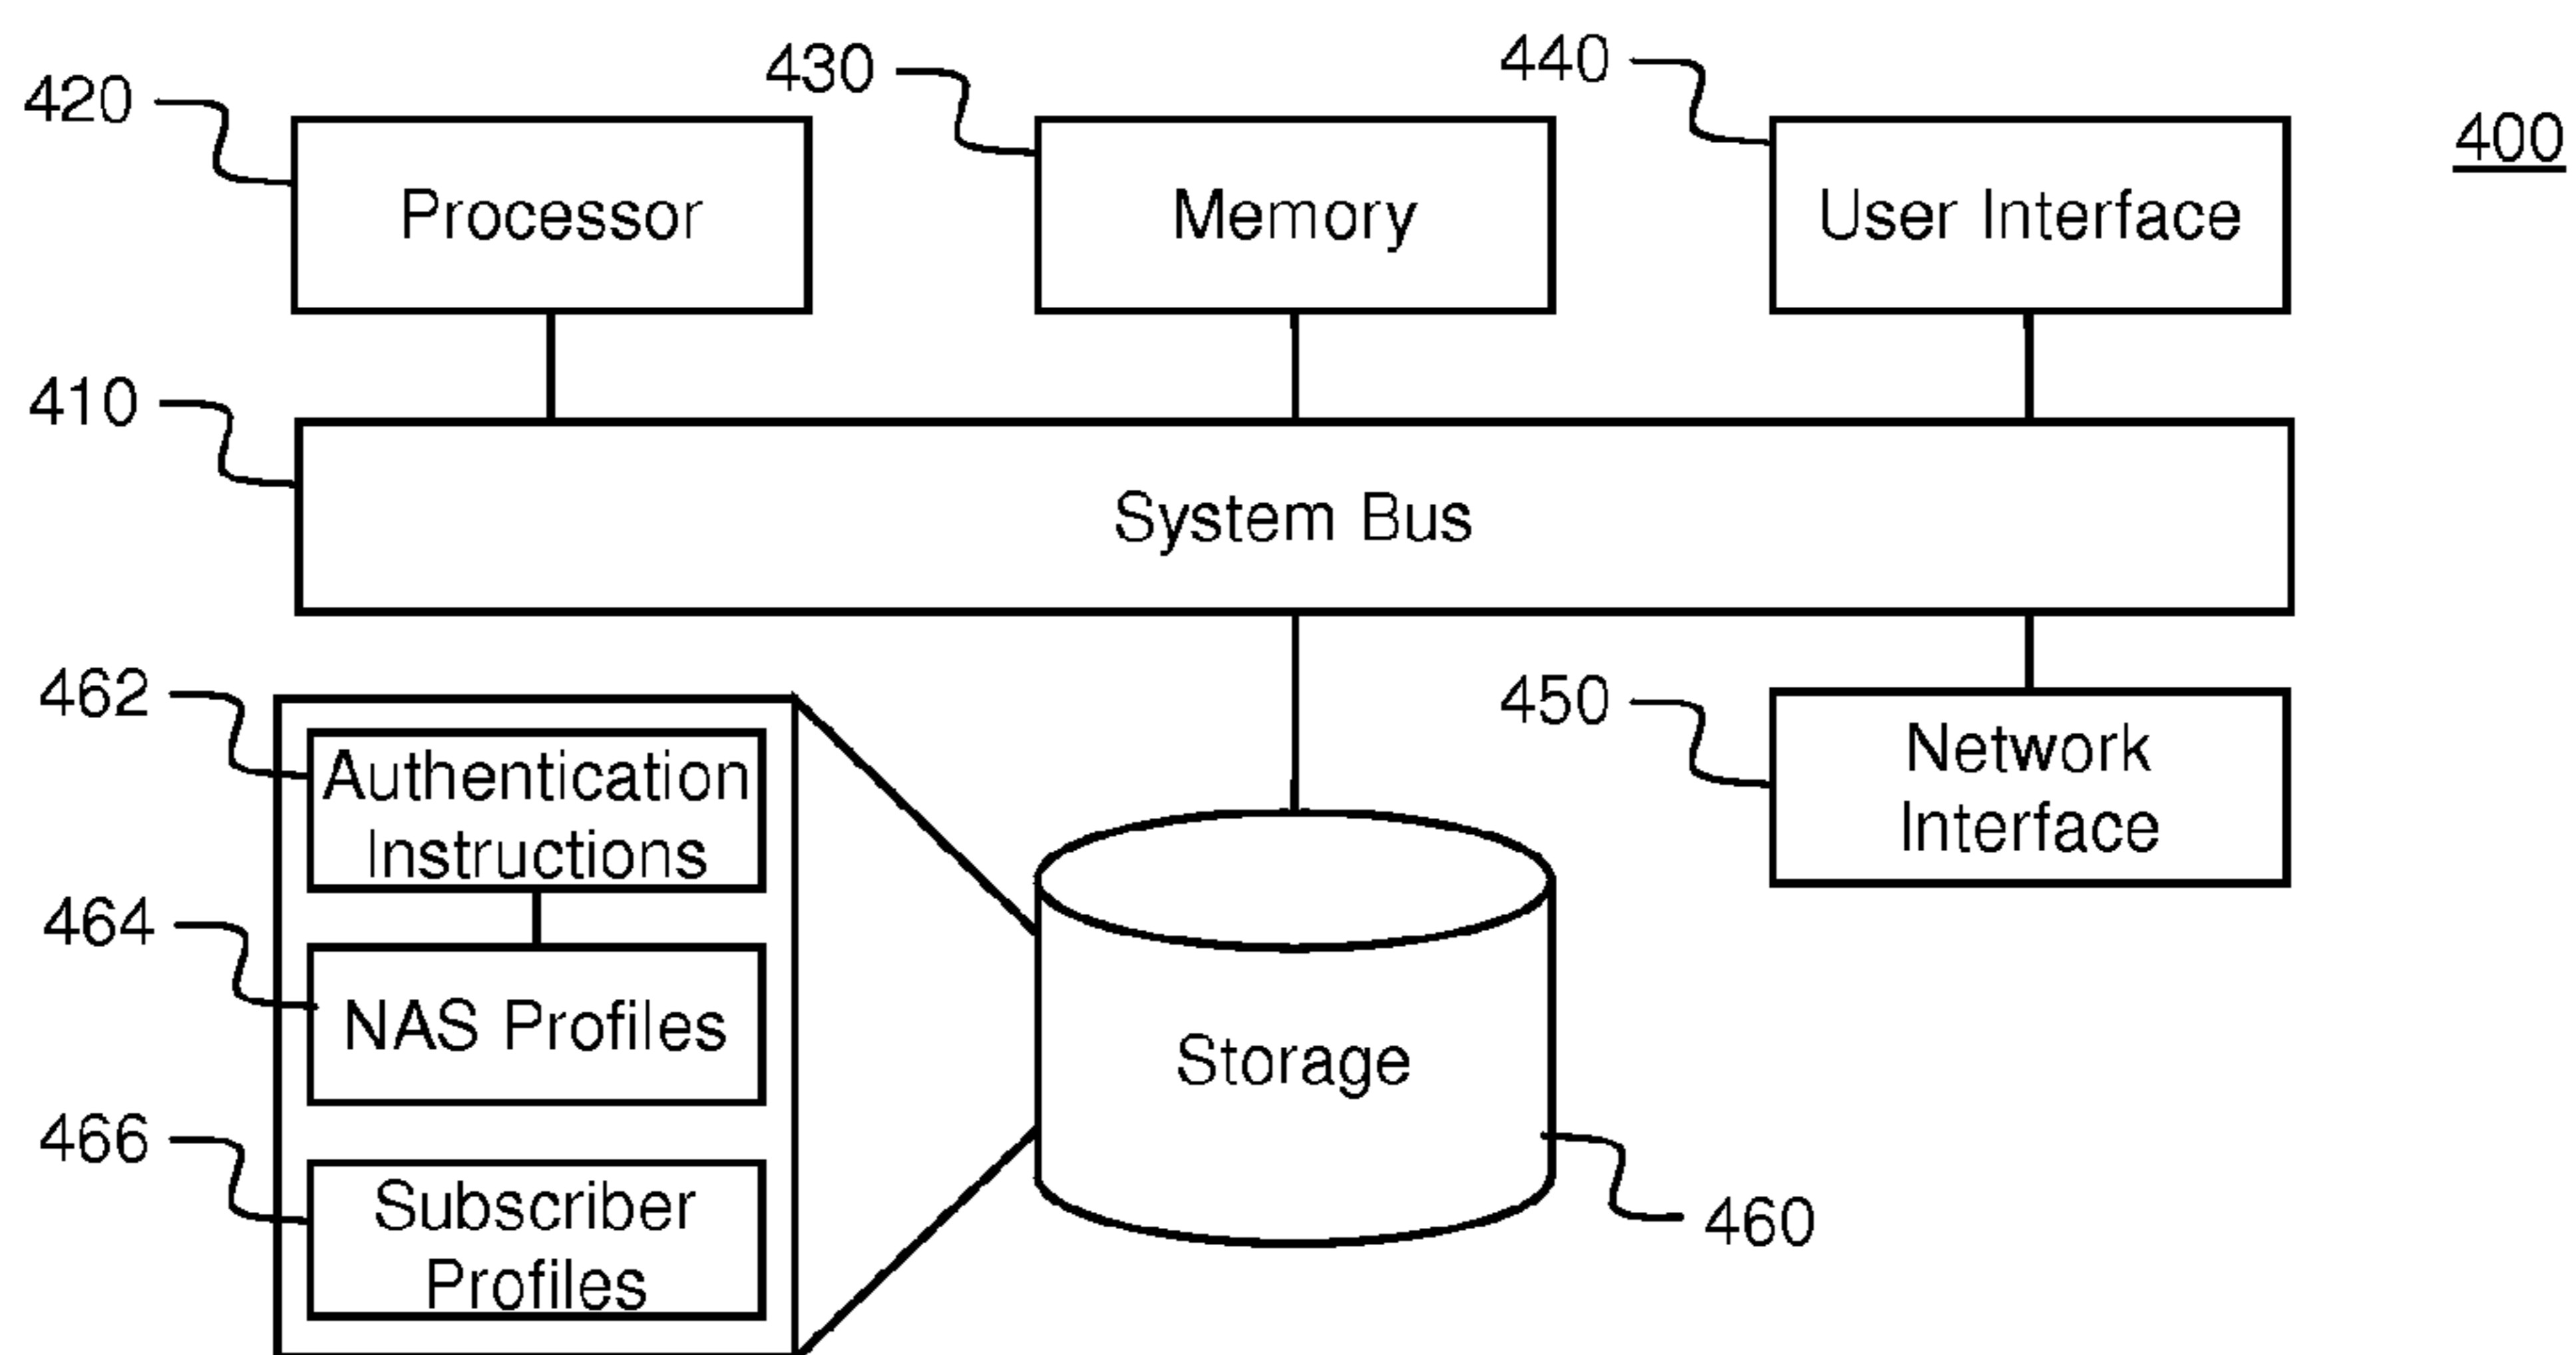 420
430
440
400
Processor
Memory
User Interface
410
System Bus
462
Authentication
Instructions
450
Network
Interface
464
NAS Profiles
Storage
466
Subscriber
Profiles
460